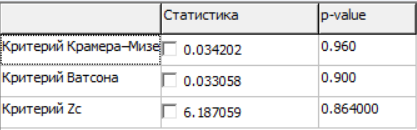 Статистика p-value
Критерий Крамера–Мизе 0.034202 0.960
Критерий Ватсона 0.033058 0.900
Критерий Zc 6.187059 0.864000